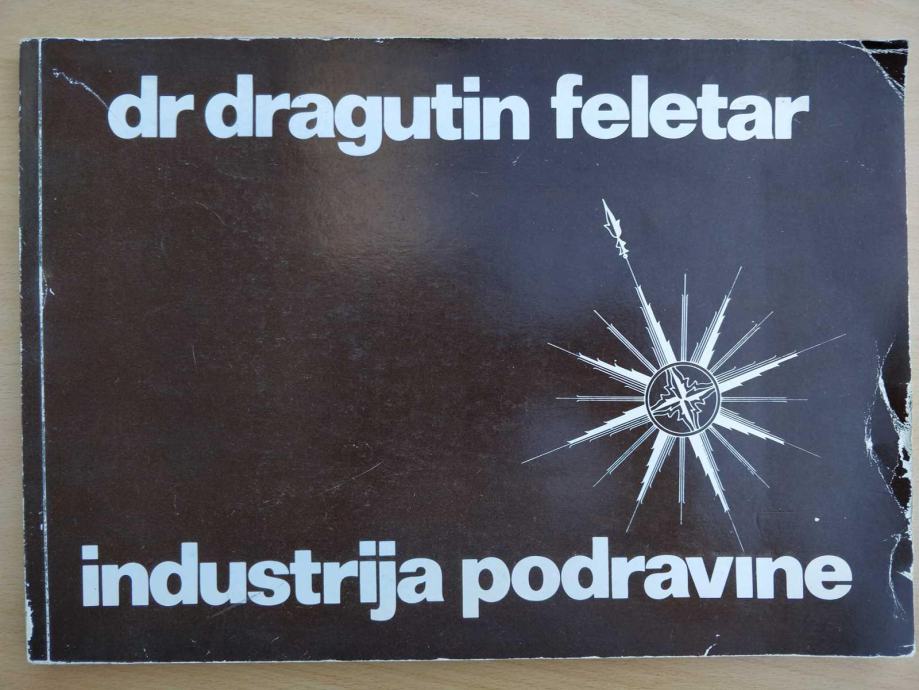 dr dragutin feletar
industrija podravine